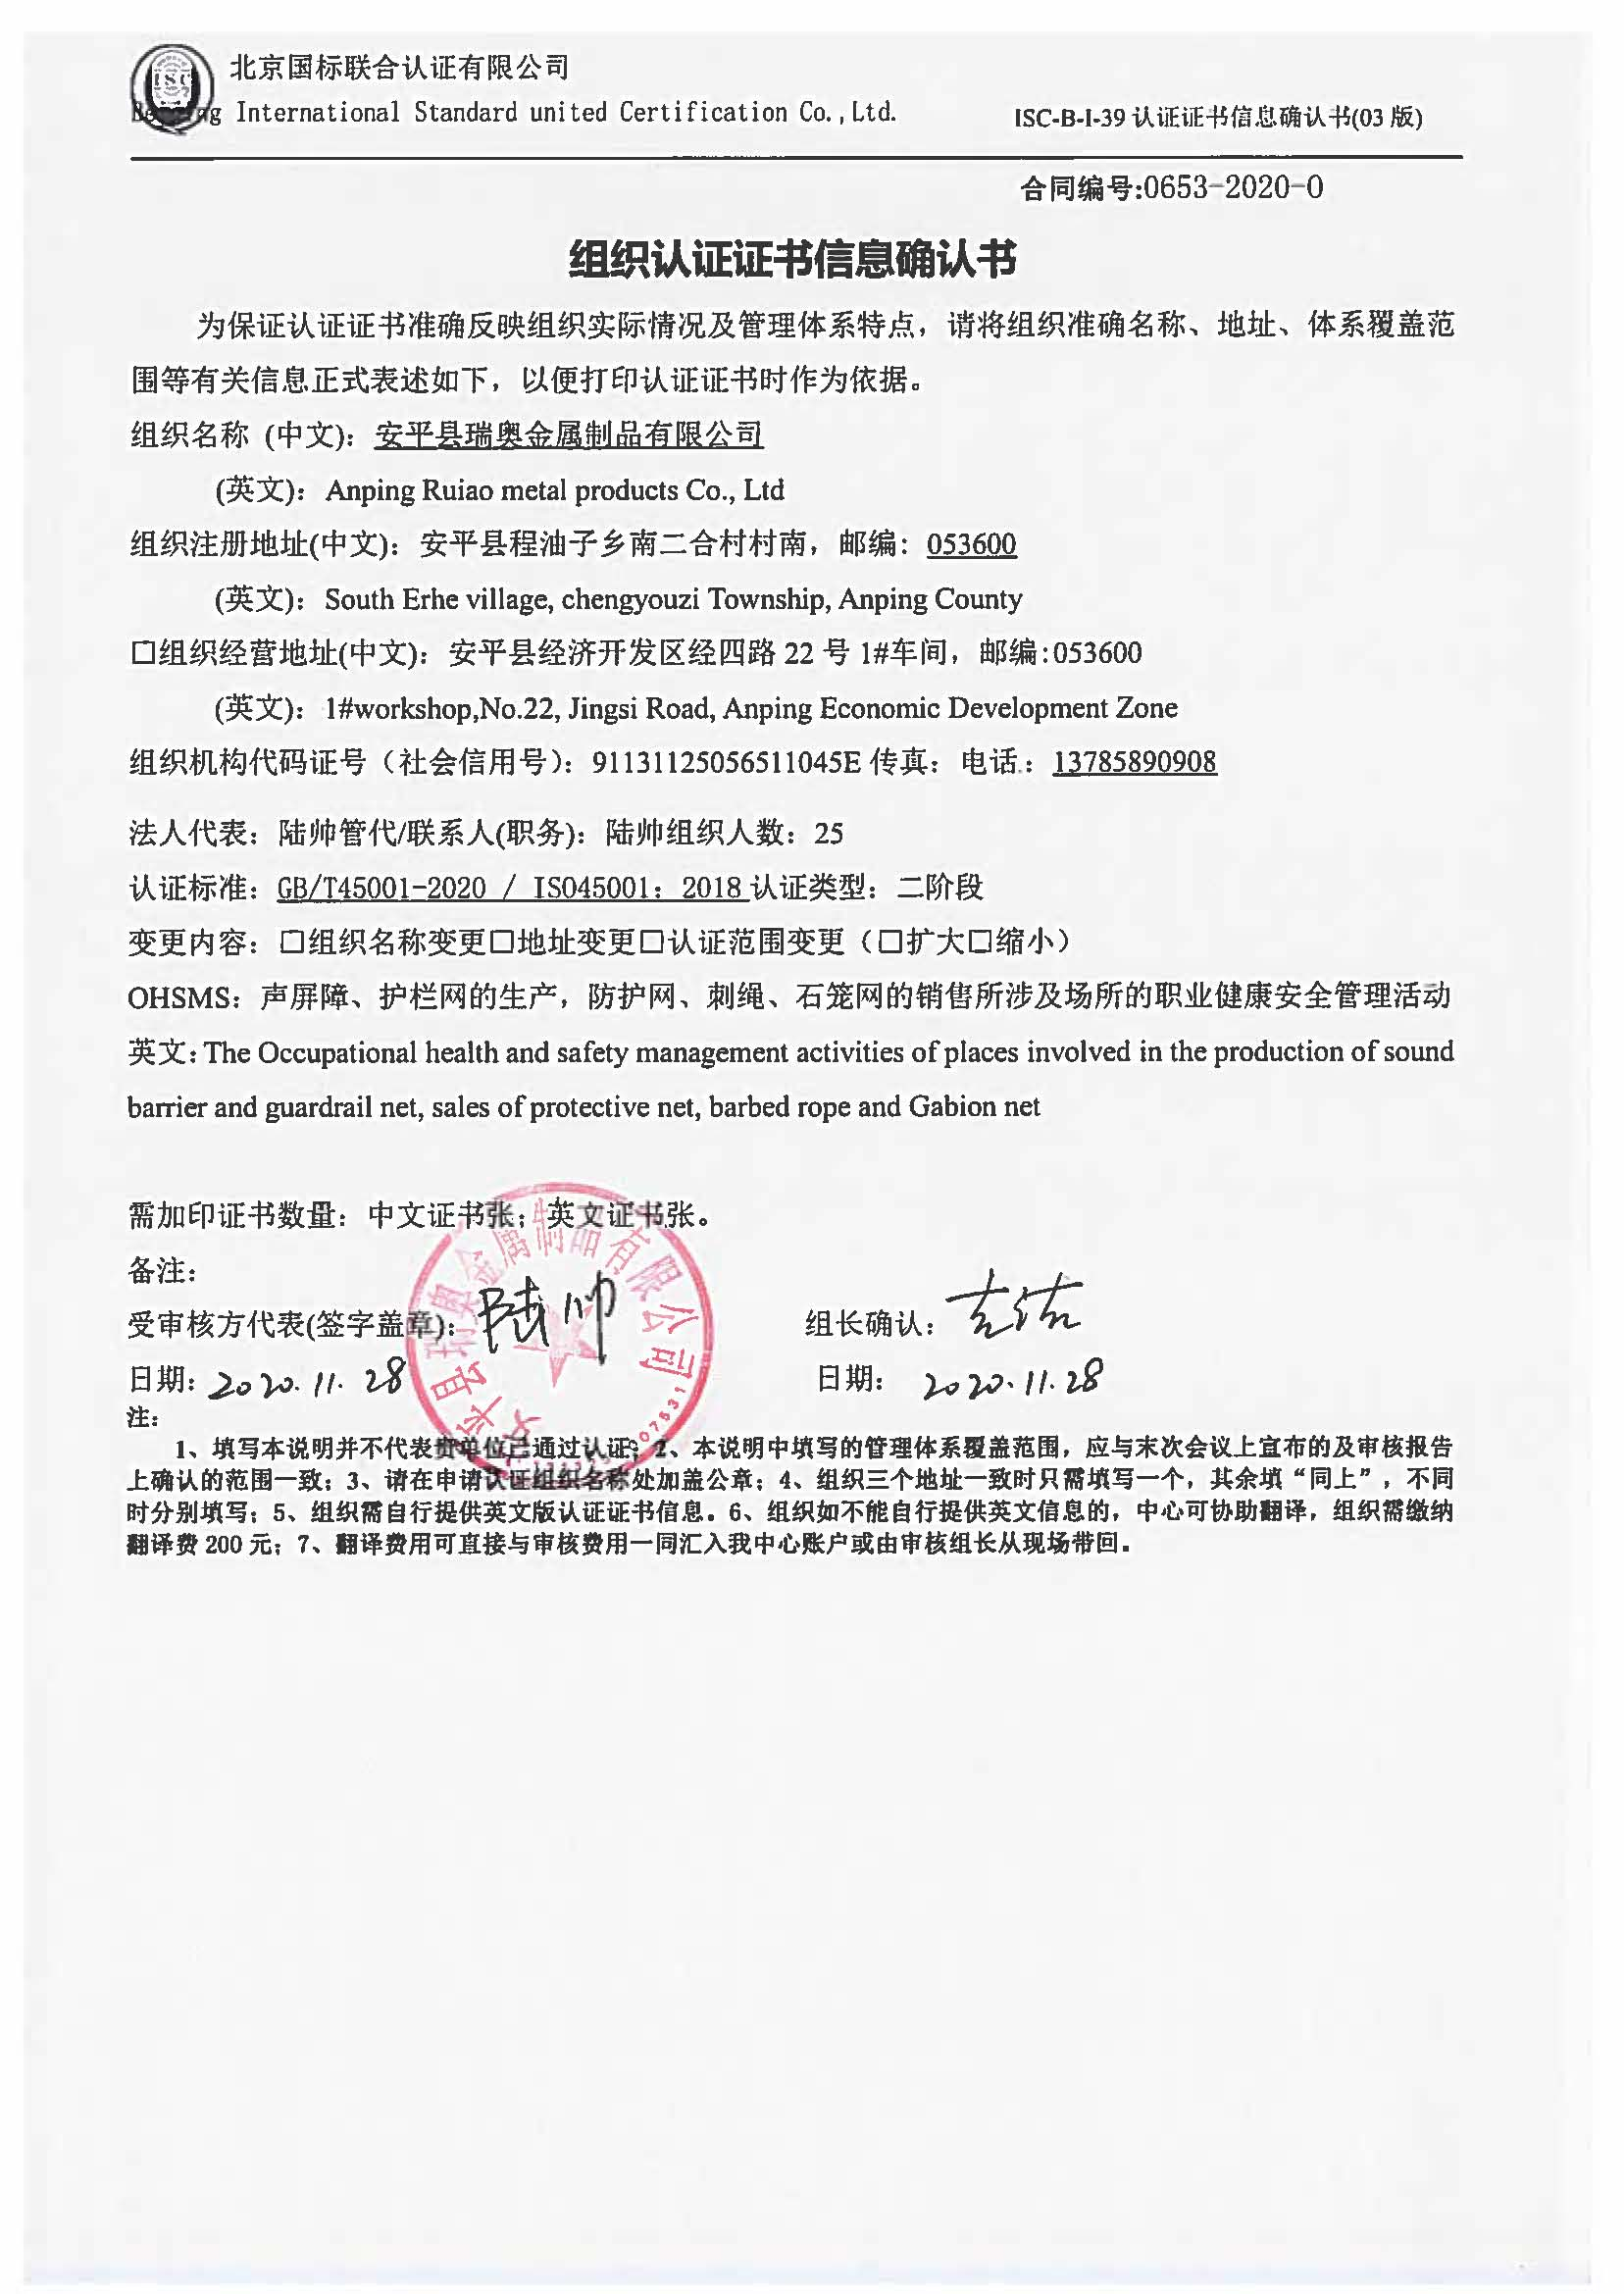 北京国标联合认证有限公司
Beijing International Standard united Certification Co.,Ltd.
ISC-B-I-39 认证证书信息确认书(03 版)
合同编号:0653-2020-O
组织认证证书信息确认书
为保证认证证书准确反映组织实际情况及管理体系特点，请将组织准确名称、地址、体系覆盖范
围等有关信息正式表述如下，以便打印认证证书时作为依据。
组织名称 (中文)：安平县瑞奥金属制品有限公司
(英文)：Anping Ruiao metal products Co., Ltd
组织注册地址(中文)：安平县程油子乡南二合村村南，邮编：053600
(英文)：South Erhe village, chengyouzi Township, Anping County
口组织经营地址(中文)：安平县经济开发区经四路 22 号 1#车间，邮编:053600
(英文)：1#workshop,No.22, Jingsi Road, Anping Economic Development Zone
组织机构代码证号（社会信用号）：91131125056511045E 传真：电话：13785890908
法人代表：陆帅管代/联系人(职务)：陆帅组织人数：25
认证标准：GB/T45001-2020 / ISO45001：2018 认证类型：二阶段
变更内容：口组织名称变更口地址变更口认证范围变更（口扩大口缩小）
OHSMS：声屏障、护栏网的生产，防护网、刺绳、石笼网的销售所涉及场所的职业健康安全管理活动
英文：The Occupational health and safety management activities of places involved in the production of sound
barrier and guardrail net, sales of protective net, barbed rope and Gabion net
需加印证书数量：中文证书张；英文证书张。
备注：
受审核方代表(签字盖章)：陆帅
组长确认：
日期：2020.11.28
日期：2020.11.28
安平县瑞奥金属制品有限公司
注：
1、填写本说明并不代表贵单位已通过认证；2、本说明中填写的管理体系覆盖范围，应与末次会议上宣布的及审核报告
上确认的范围一致；3、请在申请认证组织名称处加盖公章；4、组织三个地址一致时只需填写一个，其余填“同上”，不同
时分别填写；5、组织需自行提供英文版认证证书信息。6、组织如不能自行提供英文信息的，中心可协助翻译，组织需缴纳
翻译费 200 元；7、翻译费用可直接与审核费用一同汇入我中心账户或由审核组长从现场带回。